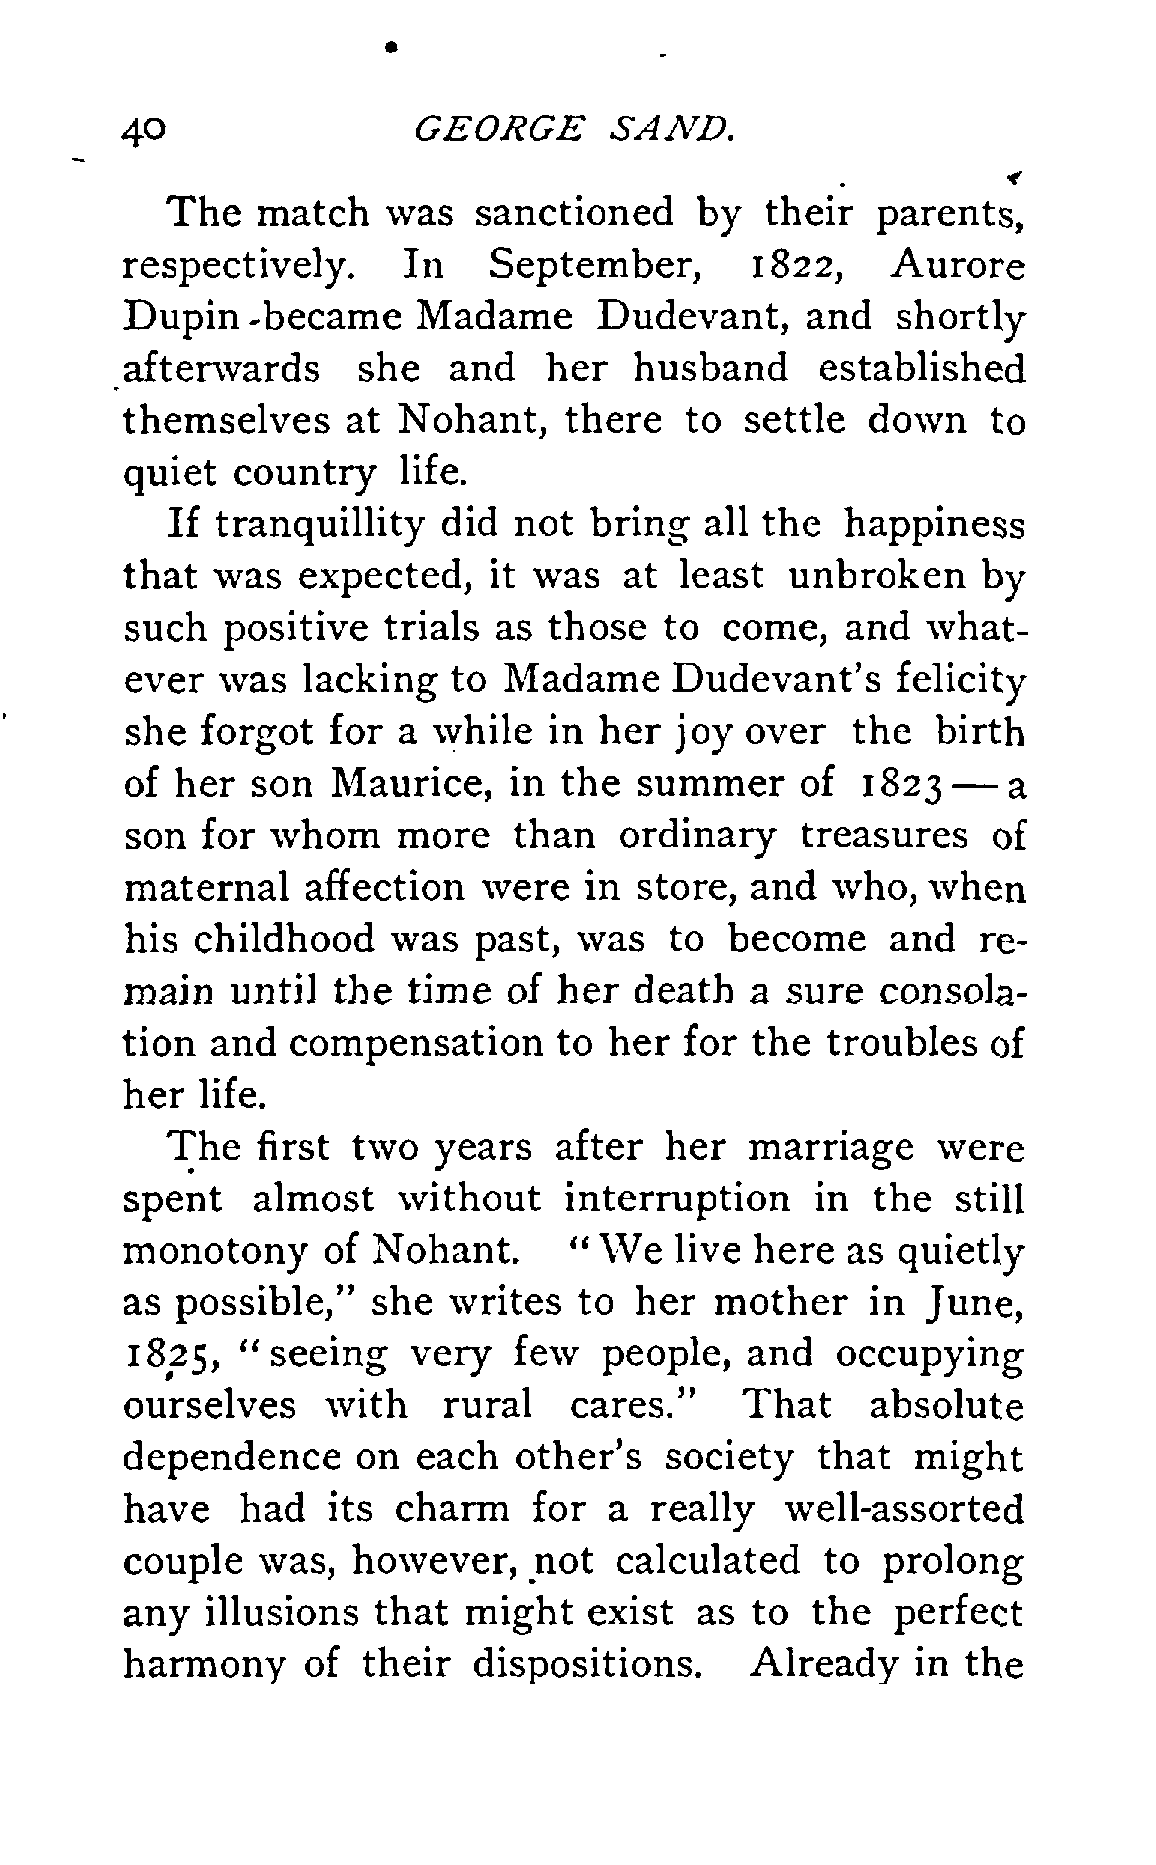 40 GEORGE SAND.
The match was sanctioned by their parents,
respectively. In September, 1822, Aurore
Dupin became Madame Dudevant, and shortly
afterwards she and her husband established
themselves at Nohant, there to settle down to
quiet country life.
If tranquillity did not bring all the happiness
that was expected, it was at least unbroken by
such positive trials as those to come, and what-
ever was lacking to Madame Dudevant's felicity
she forgot for a while in her joy over the birth
of her son Maurice, in the summer of 1823 — a
son for whom more than ordinary treasures of
maternal affection were in store, and who, when
his childhood was past, was to become and re-
main until the time of her death a sure consola-
tion and compensation to her for the troubles of
her life.
The first two years after her marriage were
spent almost without interruption in the still
monotony of Nohant. "We live here as quietly
as possible," she writes to her mother in June,
1825, "seeing very few people, and occupying
ourselves with rural cares." That absolute
dependence on each other's society that might
have had its charm for a really well-assorted
couple was, however, not calculated to prolong
any illusions that might exist as to the perfect
harmony of their dispositions. Already in the